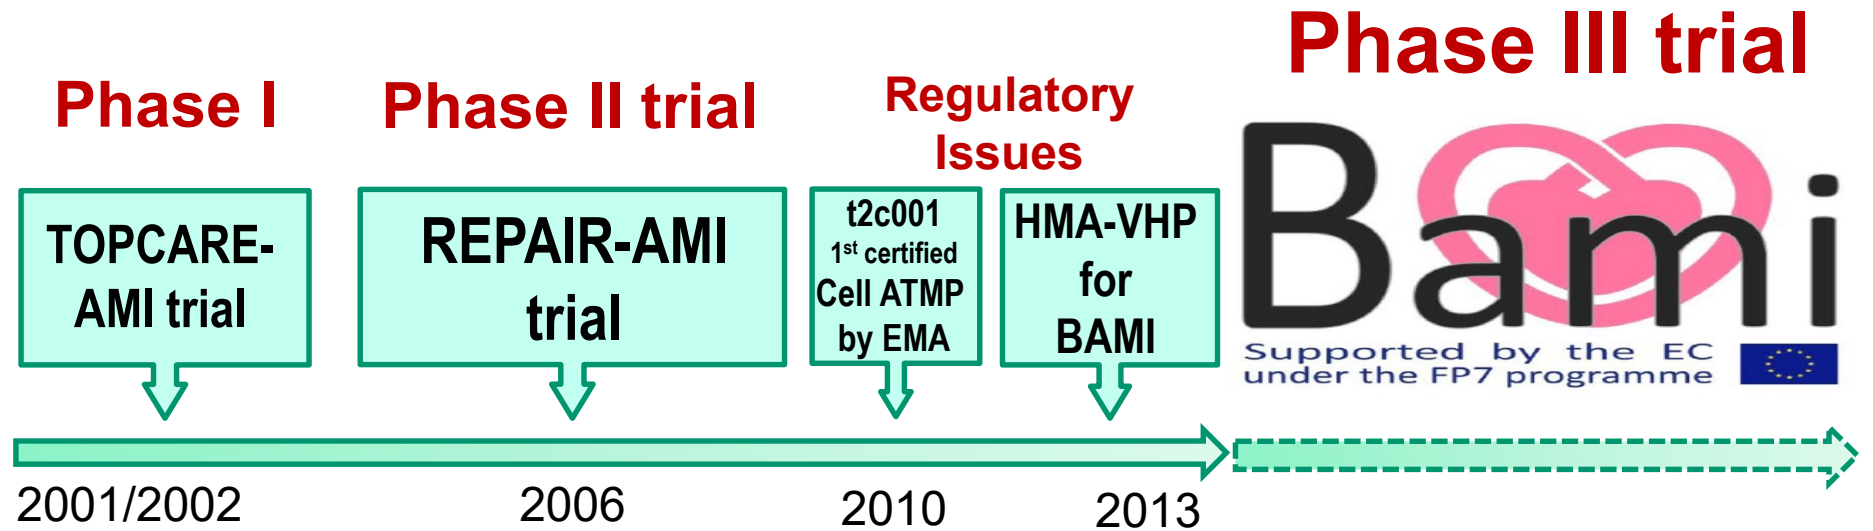 Phase I
TOPCARE-
AMI trial
2001/2002
Phase II trial
REPAIR-AMI
trial
2006
Regulatory
Issues
t2c001
1st certified
Cell ATMP
by EMA
2010
HMA-VHP
for
BAMI
2013
Phase III trial
Bami
Supported by the EC
under the FP7 programme